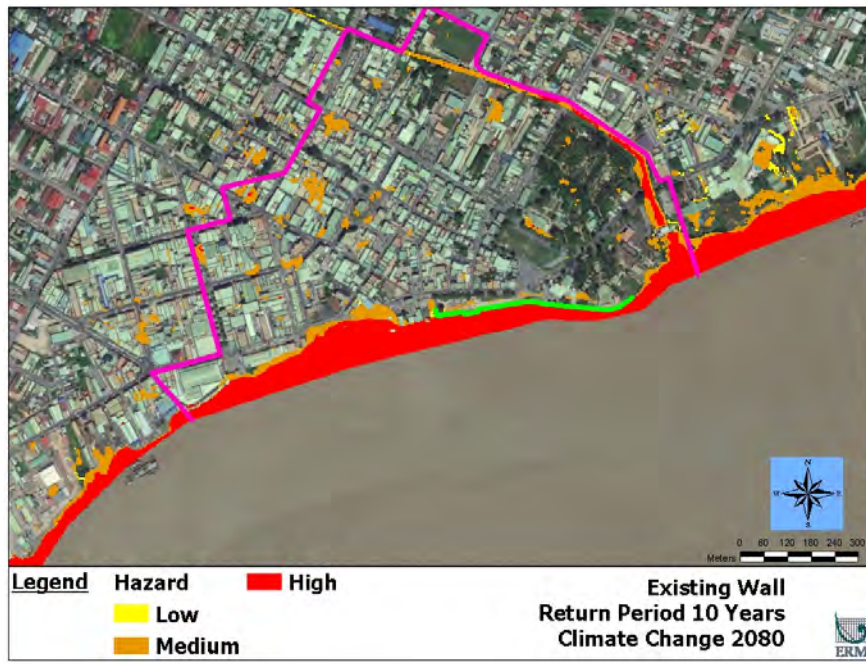 N
W E
S
0 60 120 180 240 300
Meters
Legend Hazard High
Low
Medium
Existing Wall
Return Period 10 Years
Climate Change 2080
ERM